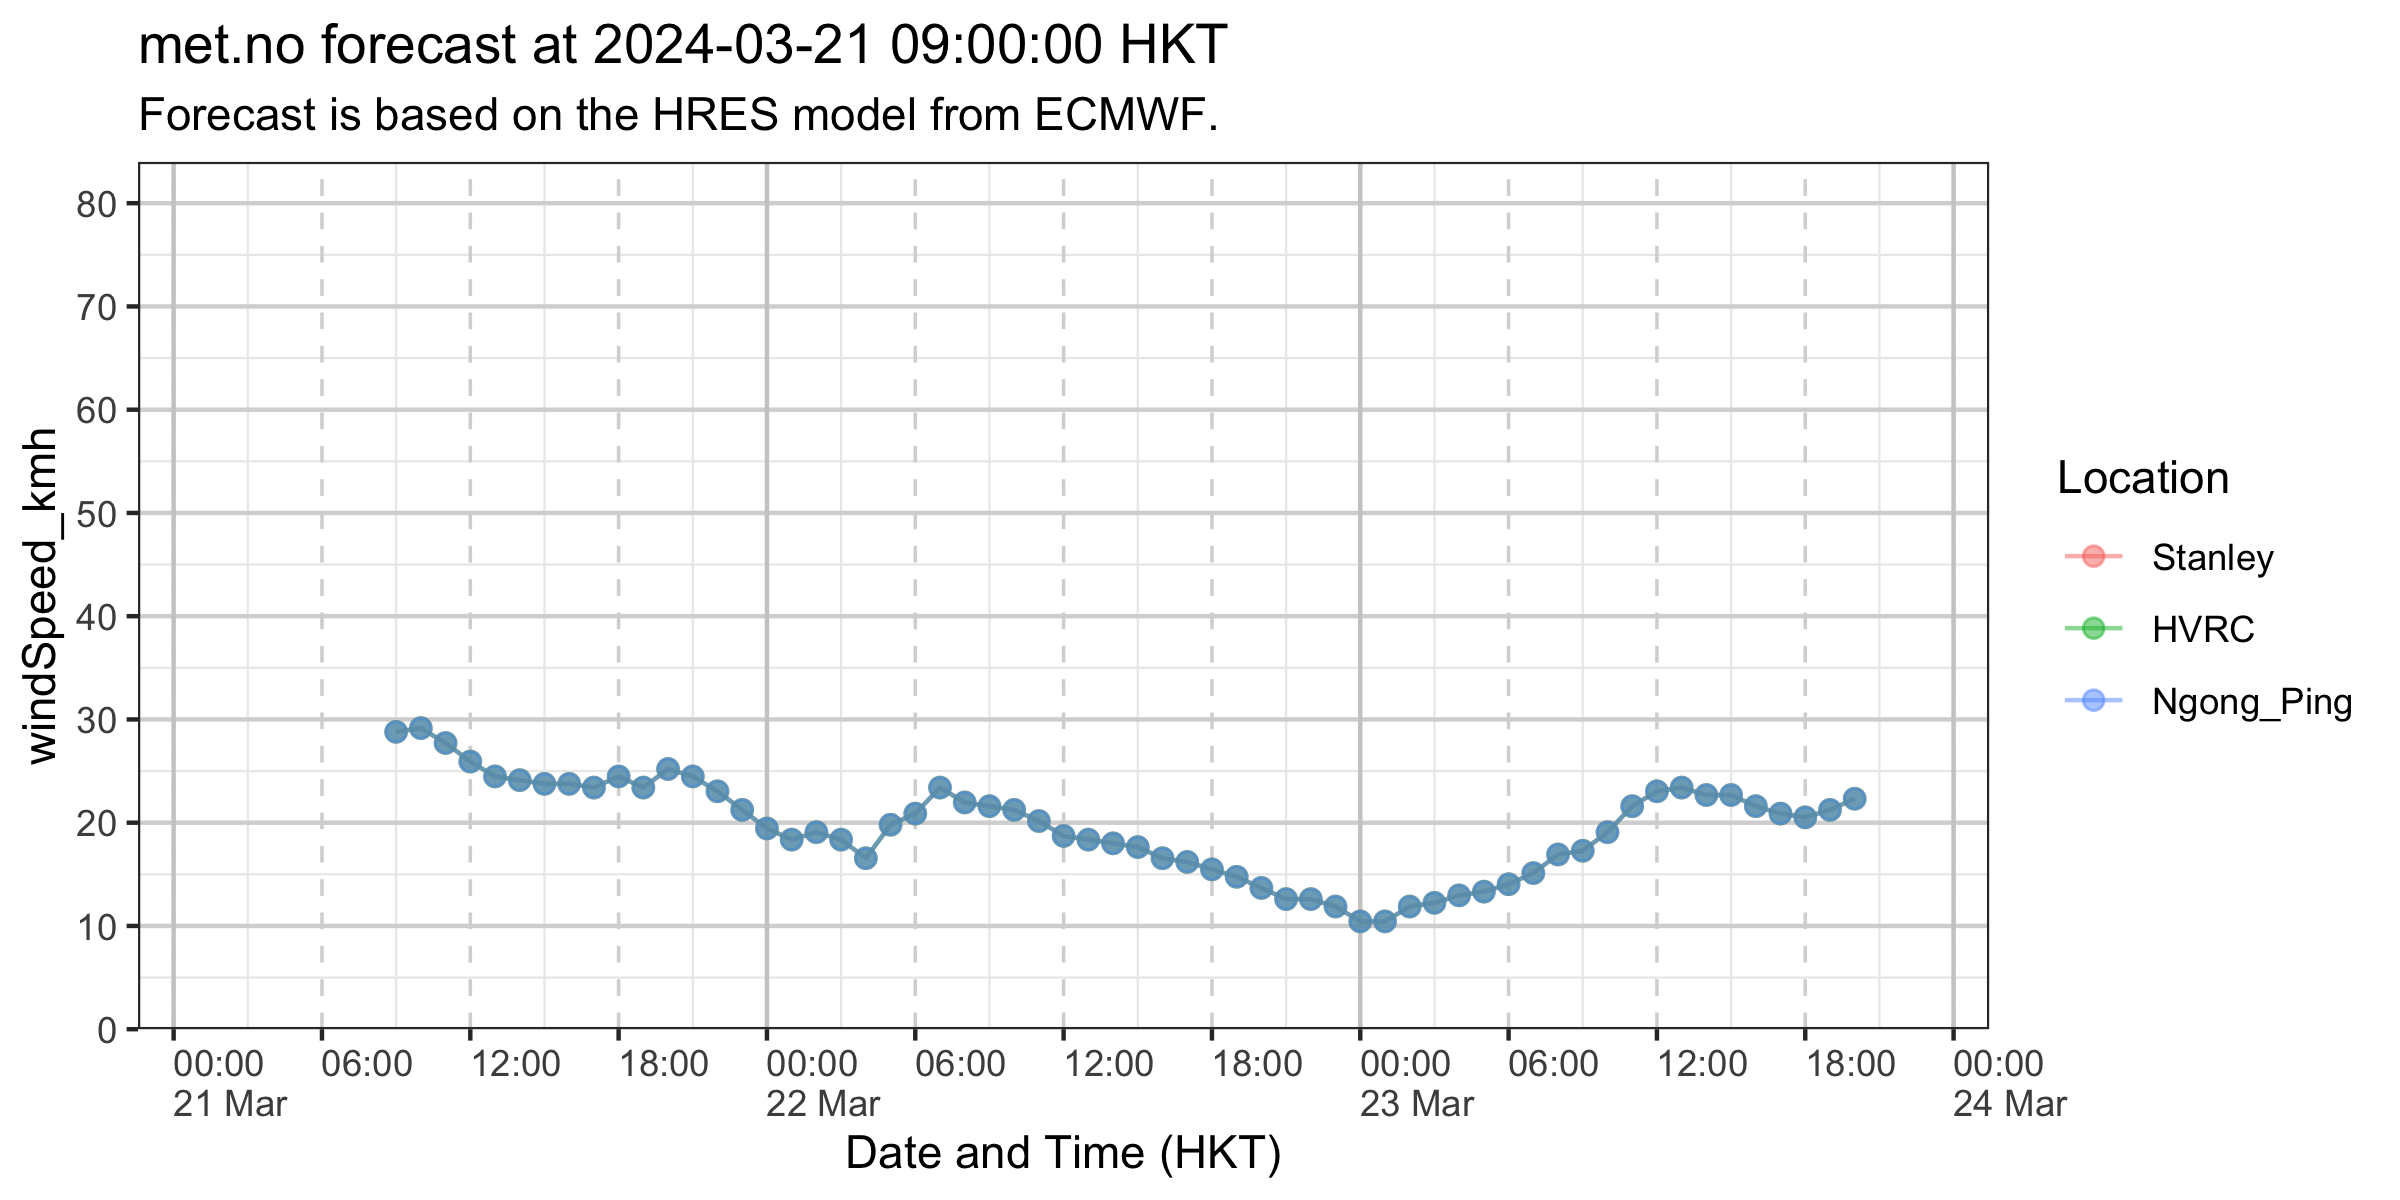 met.no forecast at 2024-03-21 09:00:00 HKT
Forecast is based on the HRES model from ECMWF.
windSpeed_kmh
80
70
60
50
40
30
20
10
0
00:00 06:00 12:00 18:00 00:00 06:00 12:00 18:00 00:00 06:00 12:00 18:00 00:00
21 Mar 22 Mar 23 Mar 24 Mar
Date and Time (HKT)
Location
Stanley
HVRC
Ngong_Ping